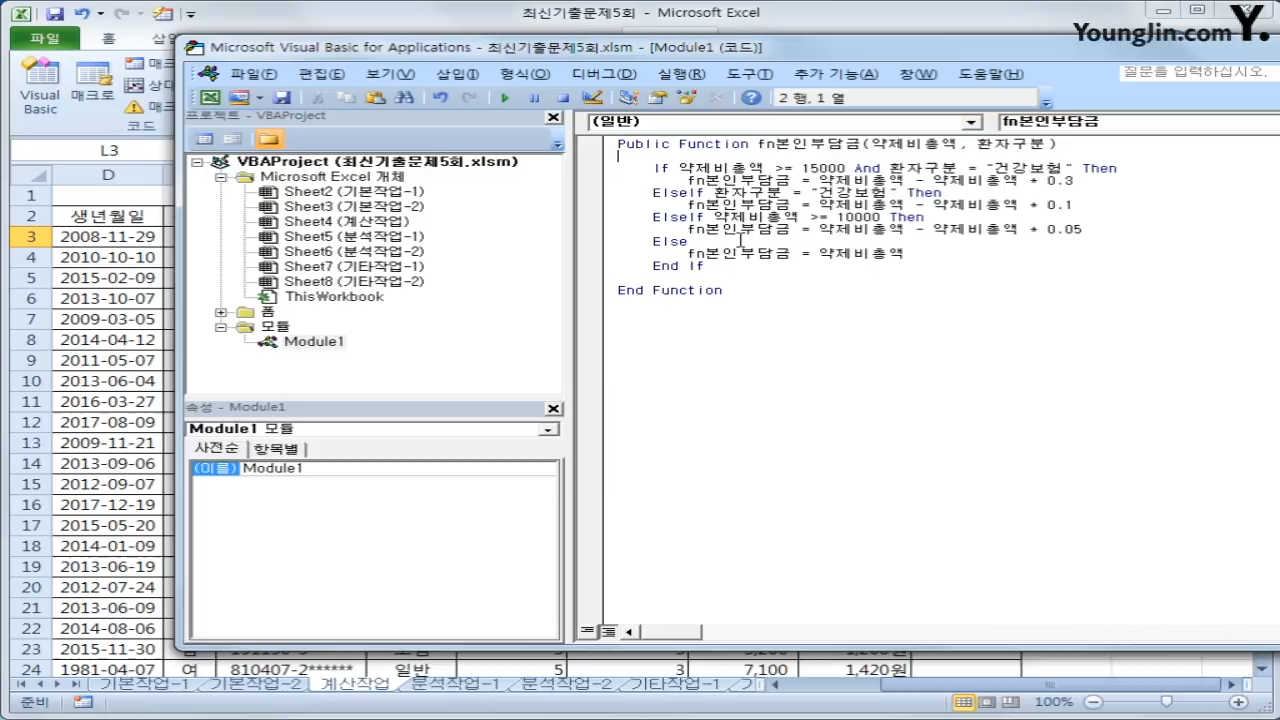 최신기출문제5회 - Microsoft Excel
YoungJin.com Y.
파일 홈 삽입
Microsoft Visual Basic for Applications - 최신기출문제5회.xlsm - [Module1 (코드)]
파일(F) 편집(E) 보기(V) 삽입(I) 형식(O) 디버그(D) 실행(R) 도구(T) 추가 기능(A) 창(W) 도움말(H)
질문을 입력하십시오.
Visual Basic
매크로
코드
2 행, 1 열
프로젝트 - VBAProject
(일반)
fn본인부담금
L3
VBAProject (최신기출문제5회.xlsm)
Microsoft Excel 개체
Sheet2 (기본작업-1)
Sheet3 (기본작업-2)
Sheet4 (계산작업)
Sheet5 (분석작업-1)
Sheet6 (분석작업-2)
Sheet7 (기타작업-1)
Sheet8 (기타작업-2)
ThisWorkbook
폼
모듈
Module1
Public Function fn본인부담금(약제비총액, 환자구분)
If 약제비총액 >= 15000 And 환자구분 = "건강보험" Then
fn본인부담금 = 약제비총액 - 약제비총액 * 0.3
ElseIf 환자구분 = "건강보험" Then
fn본인부담금 = 약제비총액 - 약제비총액 * 0.1
ElseIf 약제비총액 >= 10000 Then
fn본인부담금 = 약제비총액 - 약제비총액 * 0.05
Else
fn본인부담금 = 약제비총액
End If
End Function
속성 - Module1
Module1 모듈
사전순 항목별
(이름) Module1
D
1
2 생년월일
3 2008-11-29
4 2010-10-10
5 2015-02-09
6 2013-10-07
7 2009-03-05
8 2014-04-12
9 2011-05-07
10 2013-06-04
11 2016-03-27
12 2017-08-09
13 2009-11-21
14 2013-09-06
15 2012-09-07
16 2017-12-19
17 2015-05-20
18 2014-01-09
19 2013-06-19
20 2012-07-24
21 2013-06-09
22 2014-08-06
23 2015-11-30
24 1981-04-07 여 810407-2****** 일반 5 3 7,100 1,420원
기본작업-1 기본작업-2 계산작업 분석작업-1 분석작업-2 기타작업-1
준비
100%